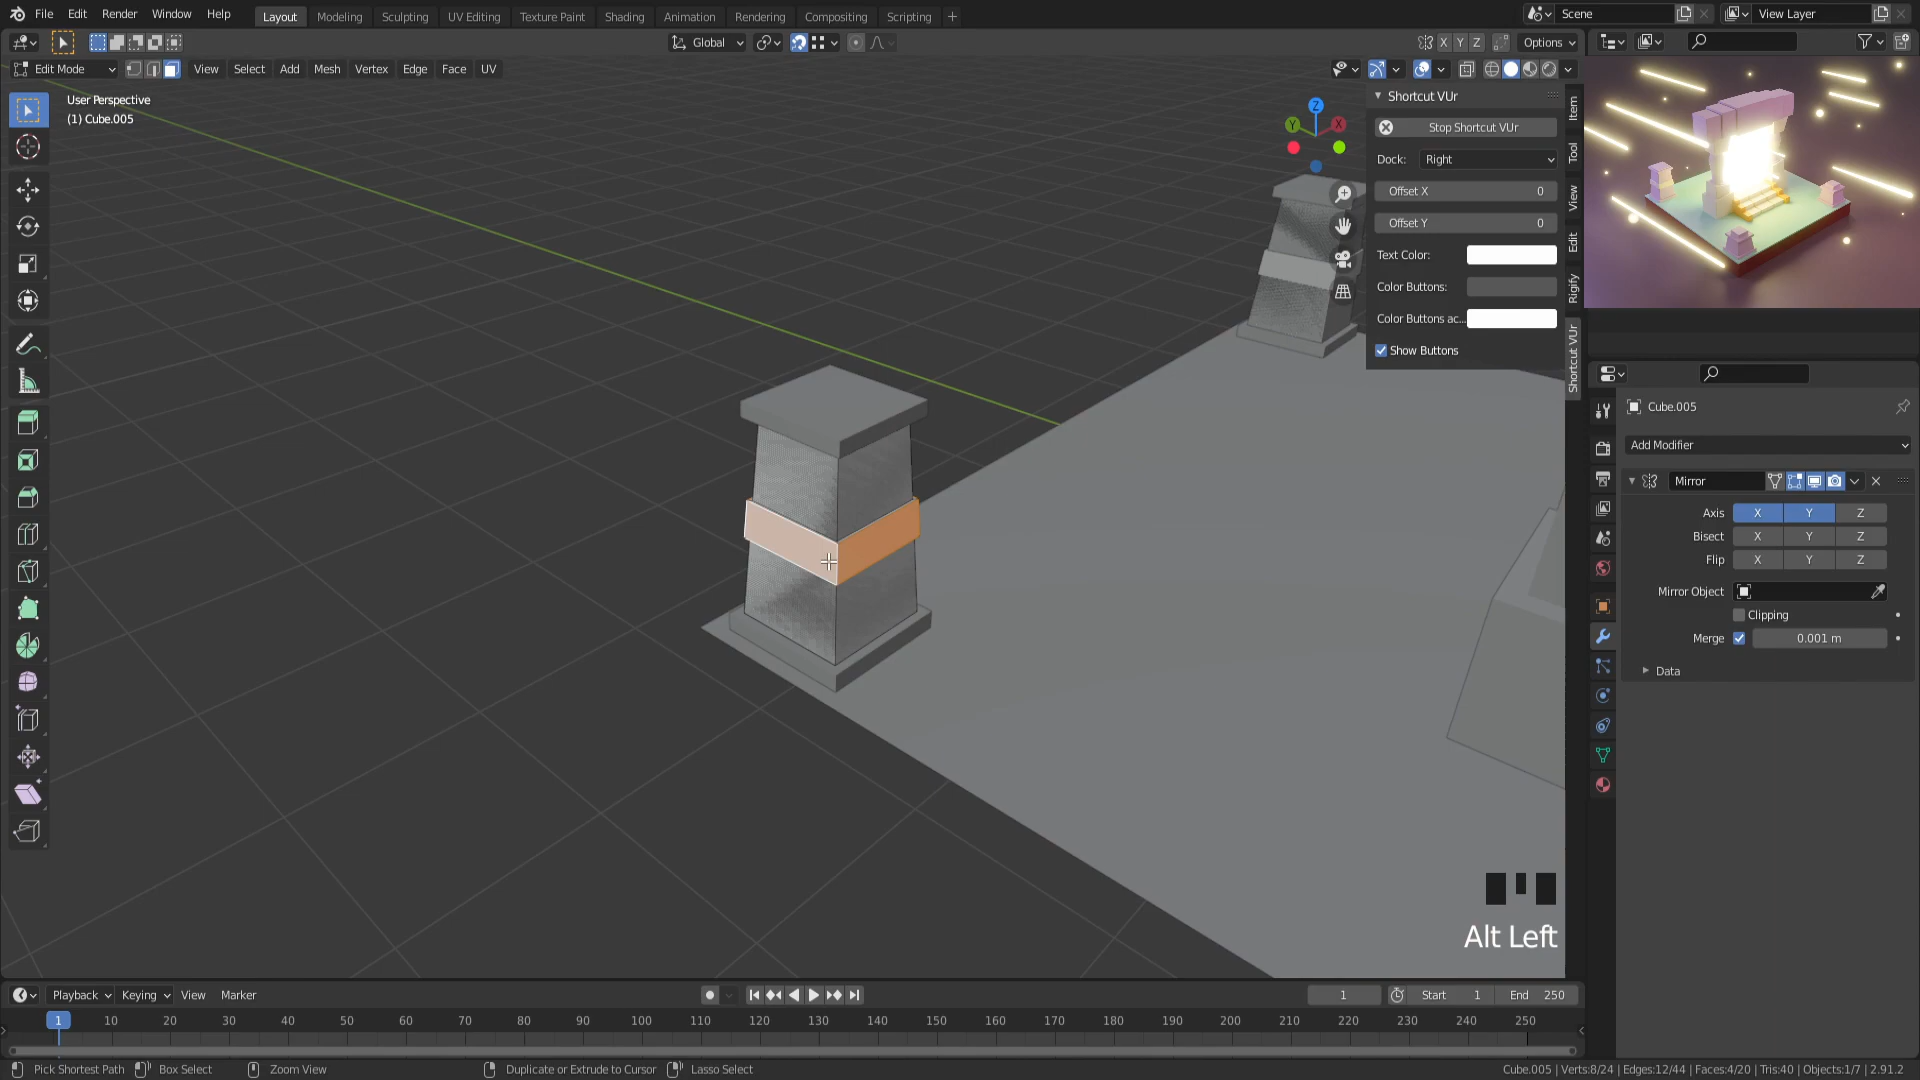 File Edit Render Window Help Layout Modeling Sculpting UV Editing Texture Paint Shading Animation Rendering Compositing Scripting + Scene View Layer
Global X Y Z Options
Edit Mode View Select Add Mesh Vertex Edge Face UV
User Perspective
(1) Cube.005
Shortcut VUr
Stop Shortcut VUr
Dock: Right
Offset X 0
Offset Y 0
Text Color:
Color Buttons:
Color Buttons ac...
Show Buttons
Z
Y
X
Item
Tool
View
Edit
Rigify
Shortcut VUr
Cube.005
Add Modifier
Mirror
Axis X Y Z
Bisect X Y Z
Flip X Y Z
Mirror Object
Clipping
Merge 0.001 m
Data
Alt Left
Playback Keying View Marker 1 Start 1 End 250
1 10 20 30 40 50 60 70 80 90 100 110 120 130 140 150 160 170 180 190 200 210 220 230 240 250
Pick Shortest Path Box Select Zoom View Duplicate or Extrude to Cursor Lasso Select Cube.005 | Verts:8/24 | Edges:12/44 | Faces:4/20 | Tris:40 | Objects:1/7 | 2.91.2